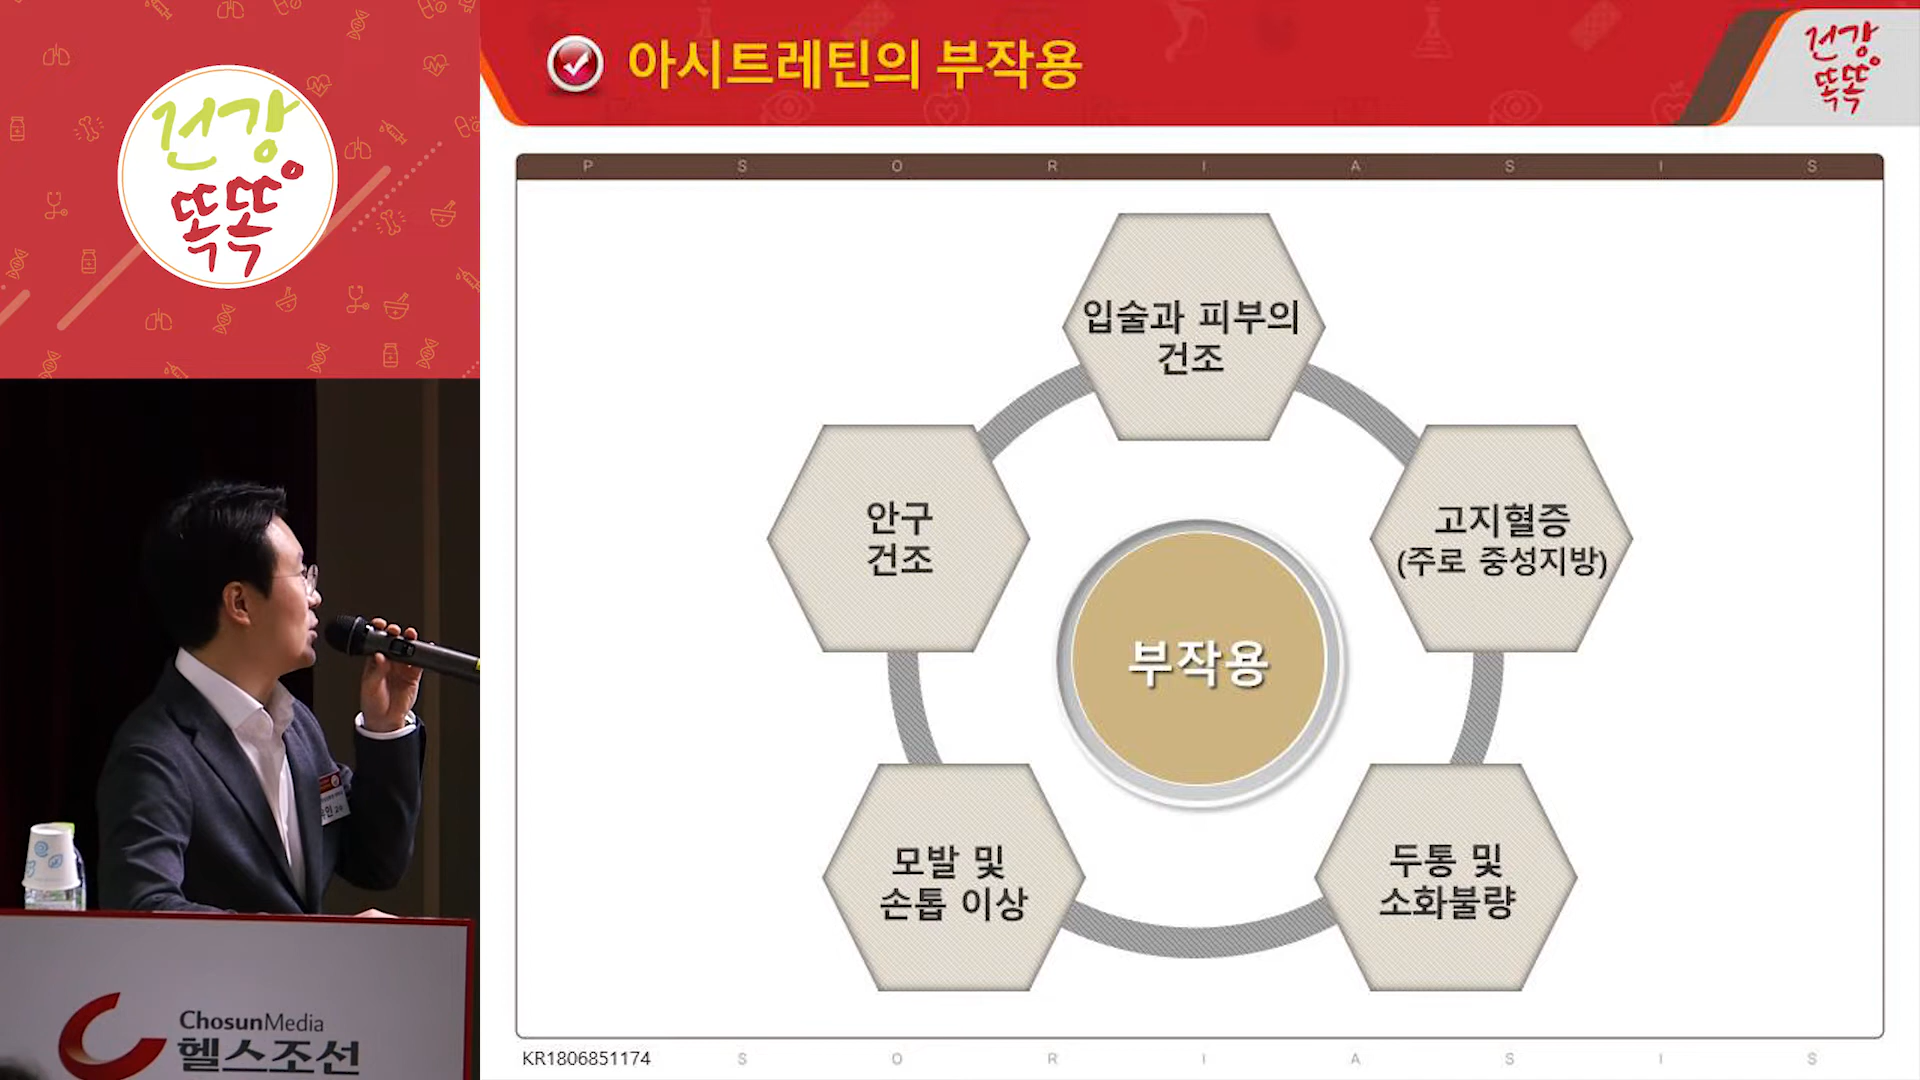 건강
똑똑
아시트레틴의 부작용
건강
똑똑
P S O R I A S I S
입술과 피부의
건조
안구
건조
고지혈증
(주로 중성지방)
부작용
모발 및
손톱 이상
두통 및
소화불량
KR1806851174
S O R I A S I S
ChosunMedia
헬스조선